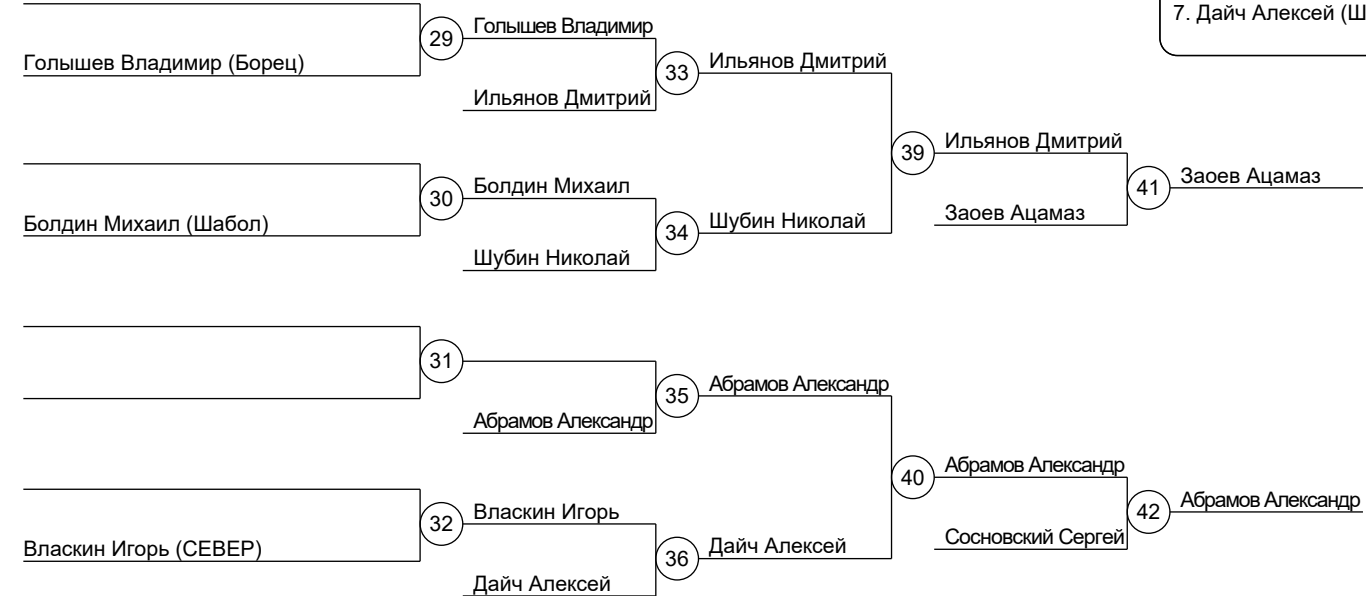 7. Дайч Алексей (Ш
Голышев Владимир
29
Голышев Владимир (Борец)
Ильянов Дмитрий
33
Ильянов Дмитрий
Ильянов Дмитрий
39
Заоев Ацамаз
41
Болдин Михаил
30
Шубин Николай
Заоев Ацамаз
Болдин Михаил (Шабол)
34
Шубин Николай
31
Абрамов Александр
35
Абрамов Александр
Абрамов Александр
40
Абрамов Александр
42
Власкин Игорь
32
Сосновский Сергей
Власкин Игорь (СЕВЕР)
Дайч Алексей
36
Дайч Алексей